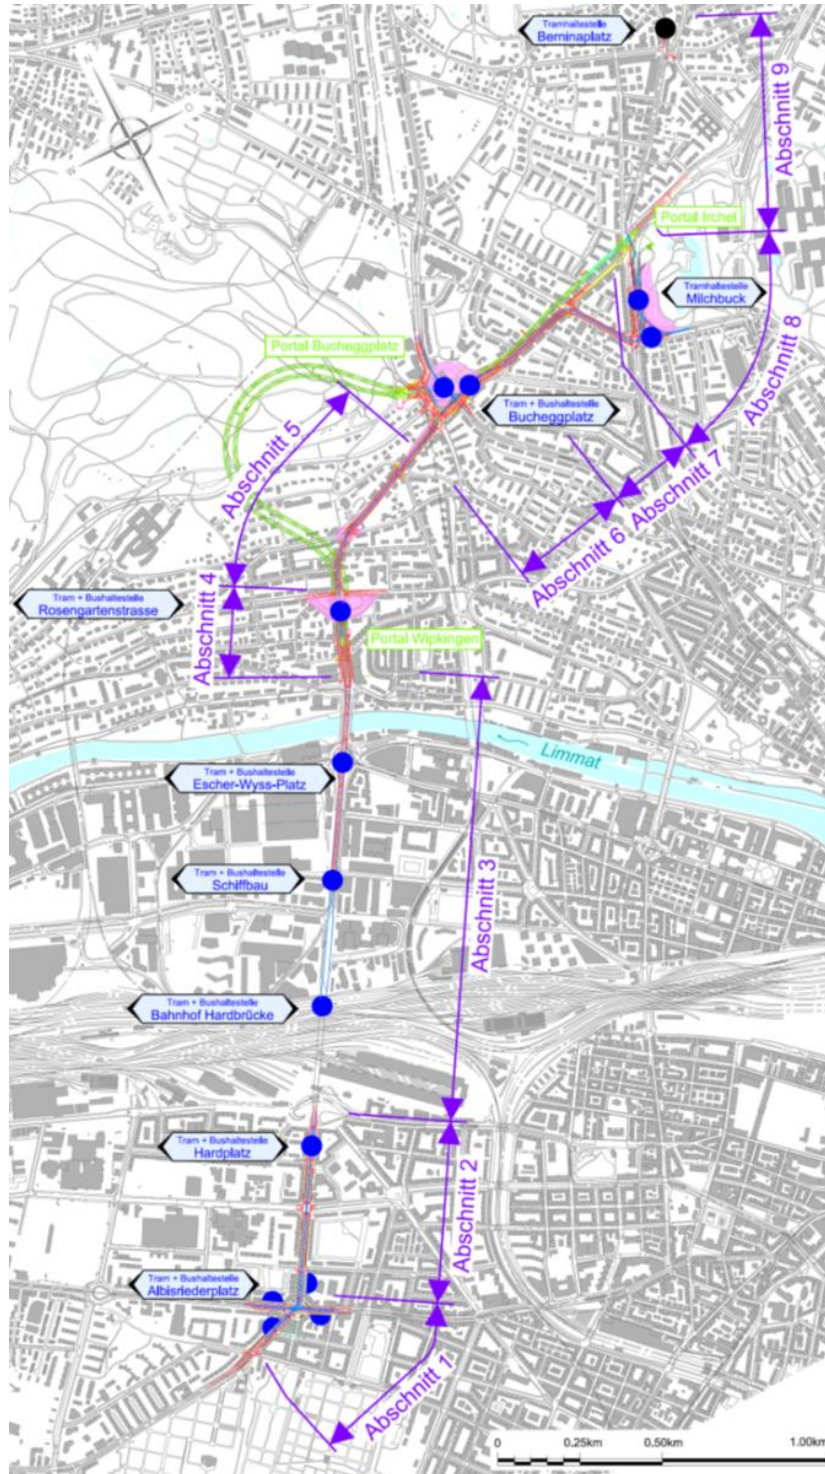 Tramhaltestelle
Berninaplatz
Abschnitt 9
Portal Irchel
Tramhaltestelle
Milchbuck
Portal Bucheggplatz
Abschnitt 8
Tram + Bushaltestelle
Bucheggplatz
Abschnitt 5
Abschnitt 7
Abschnitt 6
Tram + Bushaltestelle
Rosengartenstrasse
Abschnitt 4
Portal Wipkingen
Limmat
Tram + Bushaltestelle
Escher-Wyss-Platz
Tram + Bushaltestelle
Schiffbau
Abschnitt 3
Tram + Bushaltestelle
Bahnhof Hardbrücke
Tram + Bushaltestelle
Hardplatz
Abschnitt 2
Tram + Bushaltestelle
Albisriederplatz
Abschnitt 1
0 0,25km 0,50km 1.00km